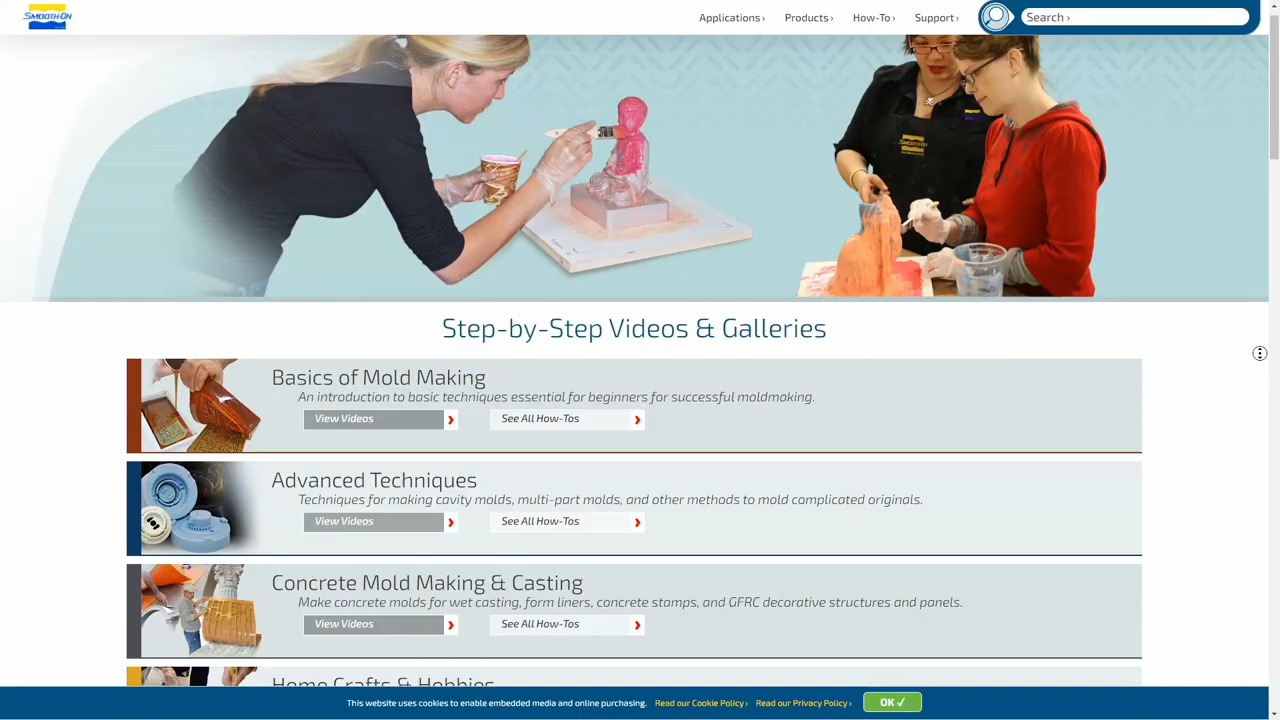 SMOOTH-ON
Applications ›
Products ›
How-To ›
Support ›
Search ›
Step-by-Step Videos & Galleries
Basics of Mold Making
An introduction to basic techniques essential for beginners for successful moldmaking.
View Videos
See All How-Tos
Advanced Techniques
Techniques for making cavity molds, multi-part molds, and other methods to mold complicated originals.
View Videos
See All How-Tos
Concrete Mold Making & Casting
Make concrete molds for wet casting, form liners, concrete stamps, and GFRC decorative structures and panels.
View Videos
See All How-Tos
Home Crafts & Hobbies
This website uses cookies to enable embedded media and online purchasing. Read our Cookie Policy › Read our Privacy Policy › OK ✓